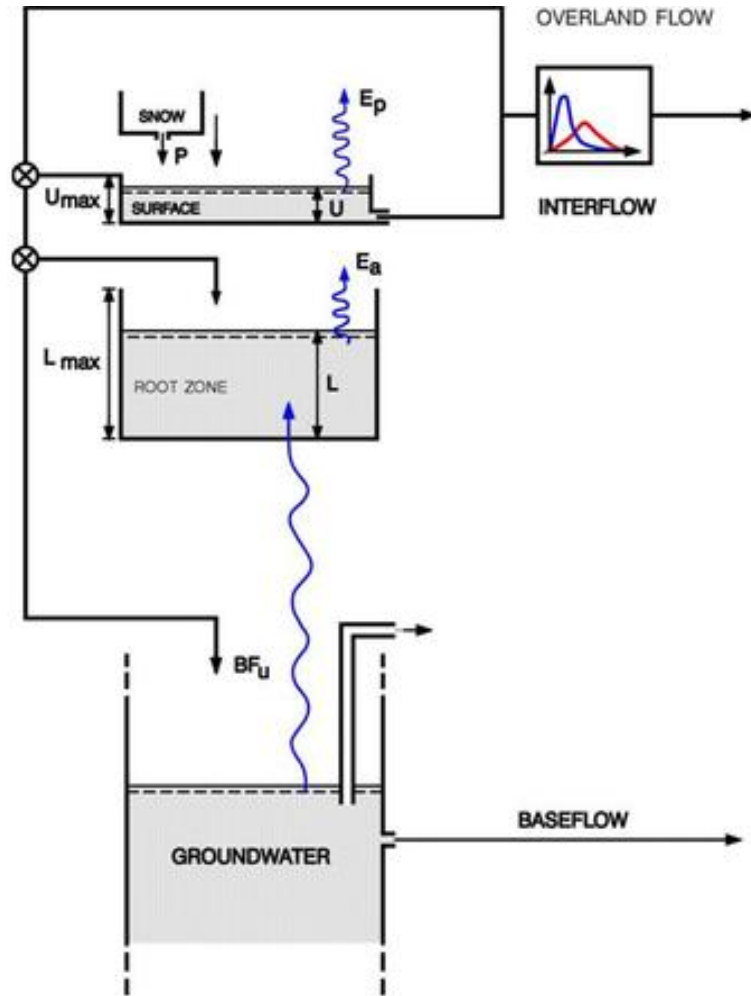 OVERLAND FLOW
SNOW
P
Ep
Umax
SURFACE
U
INTERFLOW
Ea
L max
ROOT ZONE
L
BFu
BASEFLOW
GROUNDWATER